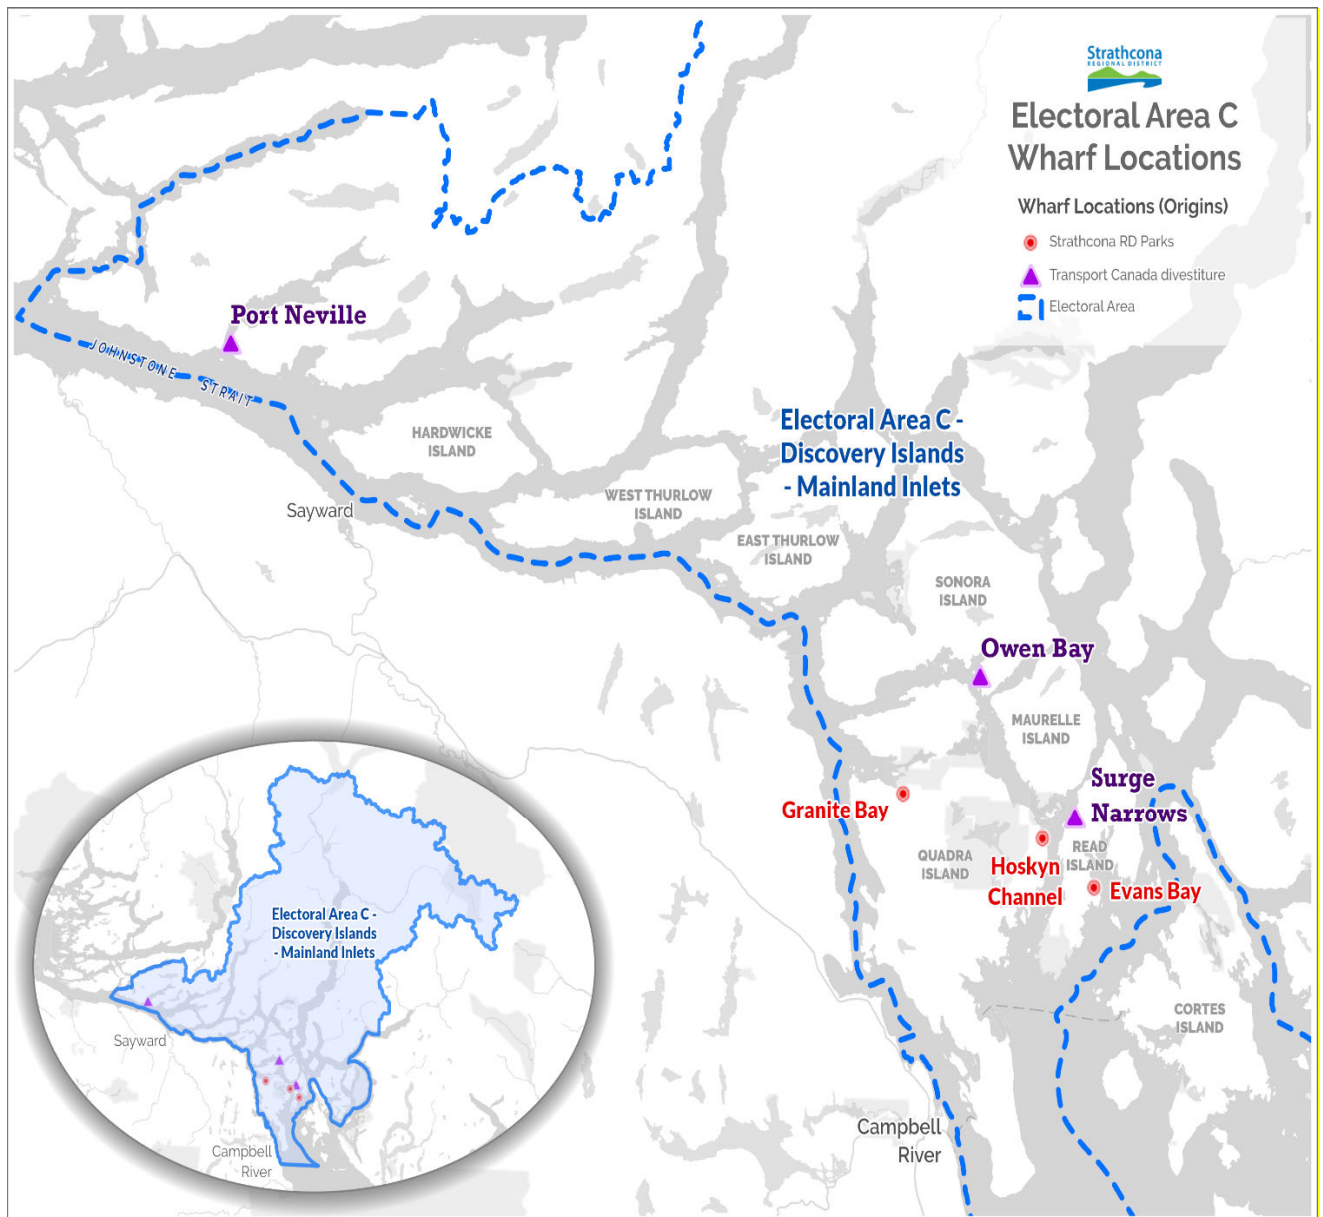 Strathcona
REGIONAL DISTRICT
Electoral Area C
Wharf Locations
Wharf Locations (Origins)
Strathcona RD Parks
Transport Canada divestiture
Electoral Area
Port Neville
JOHNSTONE STRAIT
HARDWICKE
ISLAND
Electoral Area C -
Discovery Islands
- Mainland Inlets
Sayward
WEST THURLOW
ISLAND
EAST THURLOW
ISLAND
SONORA
ISLAND
Owen Bay
MAURELLE
ISLAND
Surge
Narrows
Granite Bay
QUADRA
ISLAND
Hoskyn
Channel
READ
ISLAND
Evans Bay
CORTES
ISLAND
Campbell
River
Electoral Area C -
Discovery Islands
- Mainland Inlets
Sayward
Campbell
River